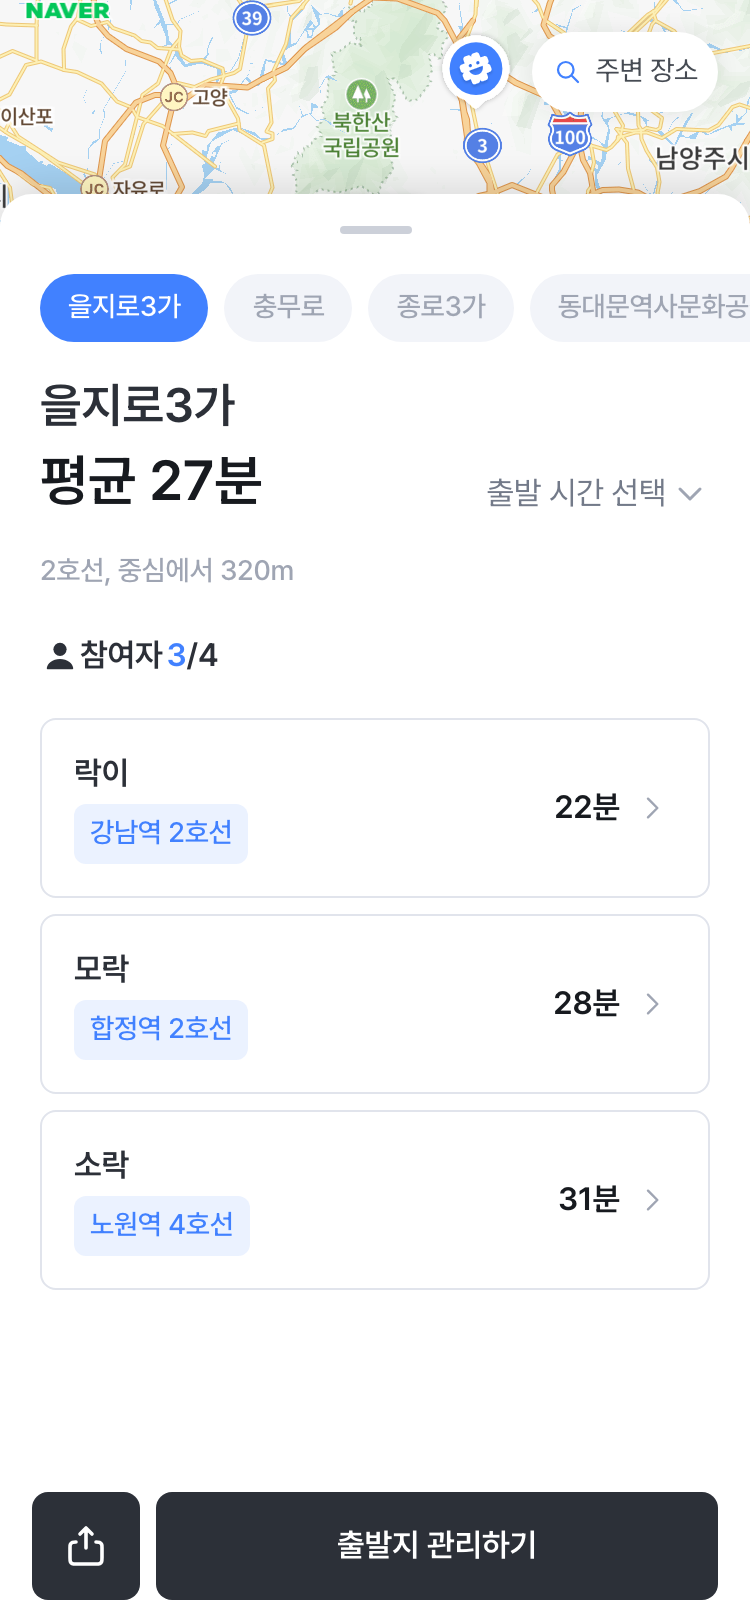 NAVER
39
JC 고양
이산포
북한산
국립공원
3
100
주변 장소
남양주시
JC 자유로
을지로3가
충무로
종로3가
동대문역사문화공
을지로3가
평균 27분
출발 시간 선택
2호선, 중심에서 320m
참여자 3/4
락이
강남역 2호선
22분
모락
합정역 2호선
28분
소락
노원역 4호선
31분
출발지 관리하기